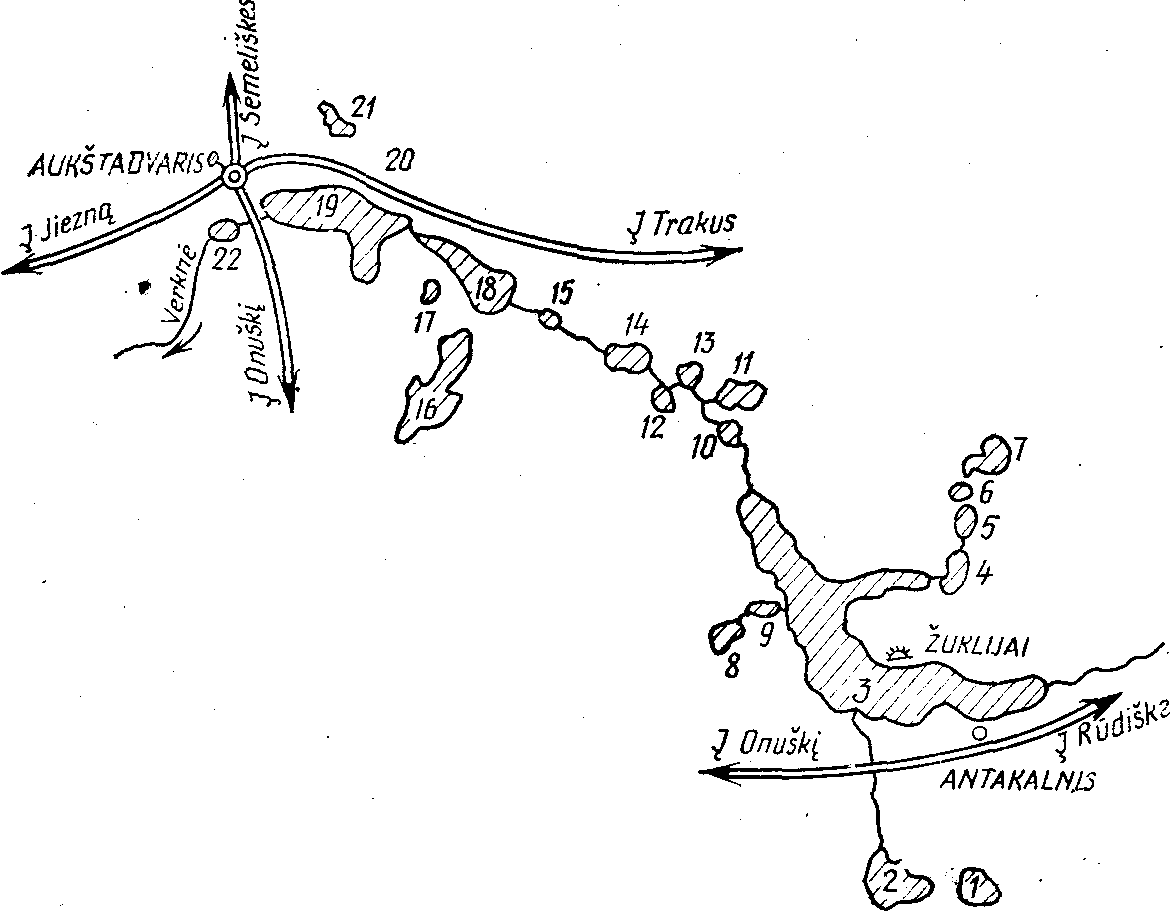 Į Semeliškes
21
AUKŠTADVARIS
20
19
Į Jiezną
Į Trakus
22
Verknė
18
15
17
14
Į Onuškį
13
11
16
12
10
7
6
5
4
9
8
ŽUKLIJAI
3
Į Onuškį
Į Rūdiškes
ANTAKALNIS
2
1